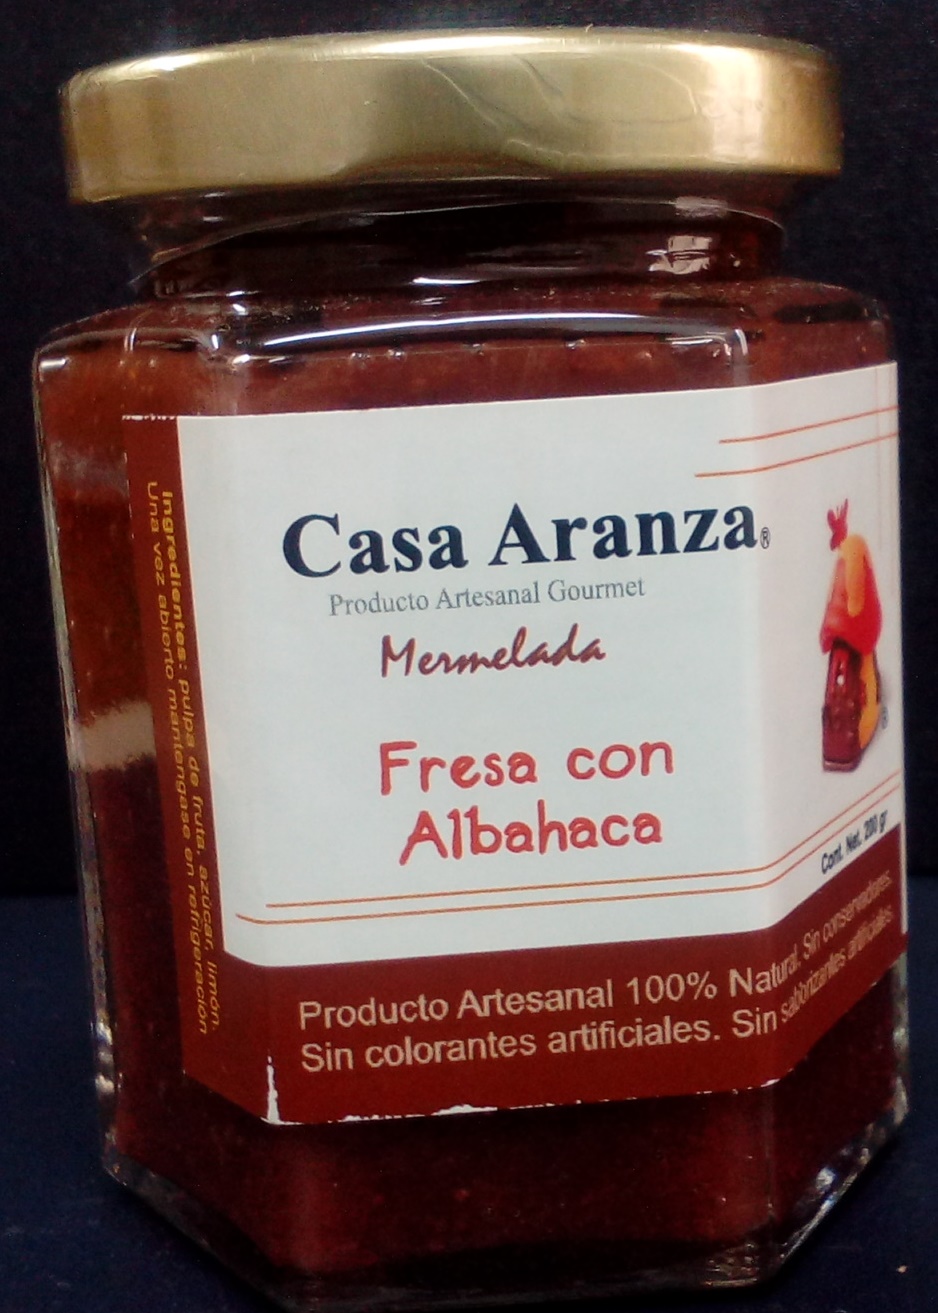 Casa Aranza®
Producto Artesanal Gourmet
Mermelada
Fresa con
Albahaca
Cont. Net. 200 gr
Producto Artesanal 100% Natural. Sin conservadores.
Sin colorantes artificiales. Sin saborizantes artificiales.
Ingredientes: pulpa de fruta, azúcar, limón.
Una vez abierto mantengase en refrigeración
®